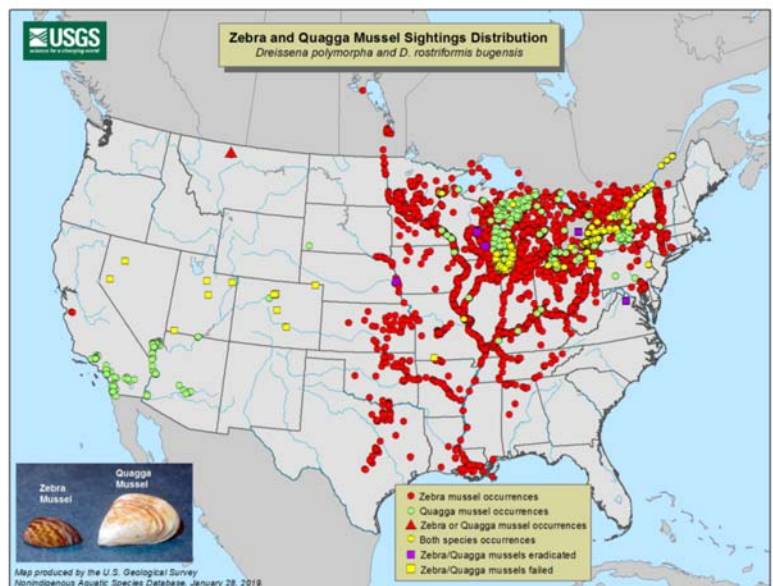 USGS
science for a changing world
Zebra and Quagga Mussel Sightings Distribution
Dreissena polymorpha and D. rostriformis bugensis
Zebra
Mussel
Quagga
Mussel
Zebra mussel occurrences
Quagga mussel occurrences
Zebra or Quagga mussel occurrences
Both species occurrences
Zebra/Quagga mussels eradicated
Zebra/Quagga mussels failed
Map produced by the U.S. Geological Survey
Nonindigenous Aquatic Species Database, January 28, 2019